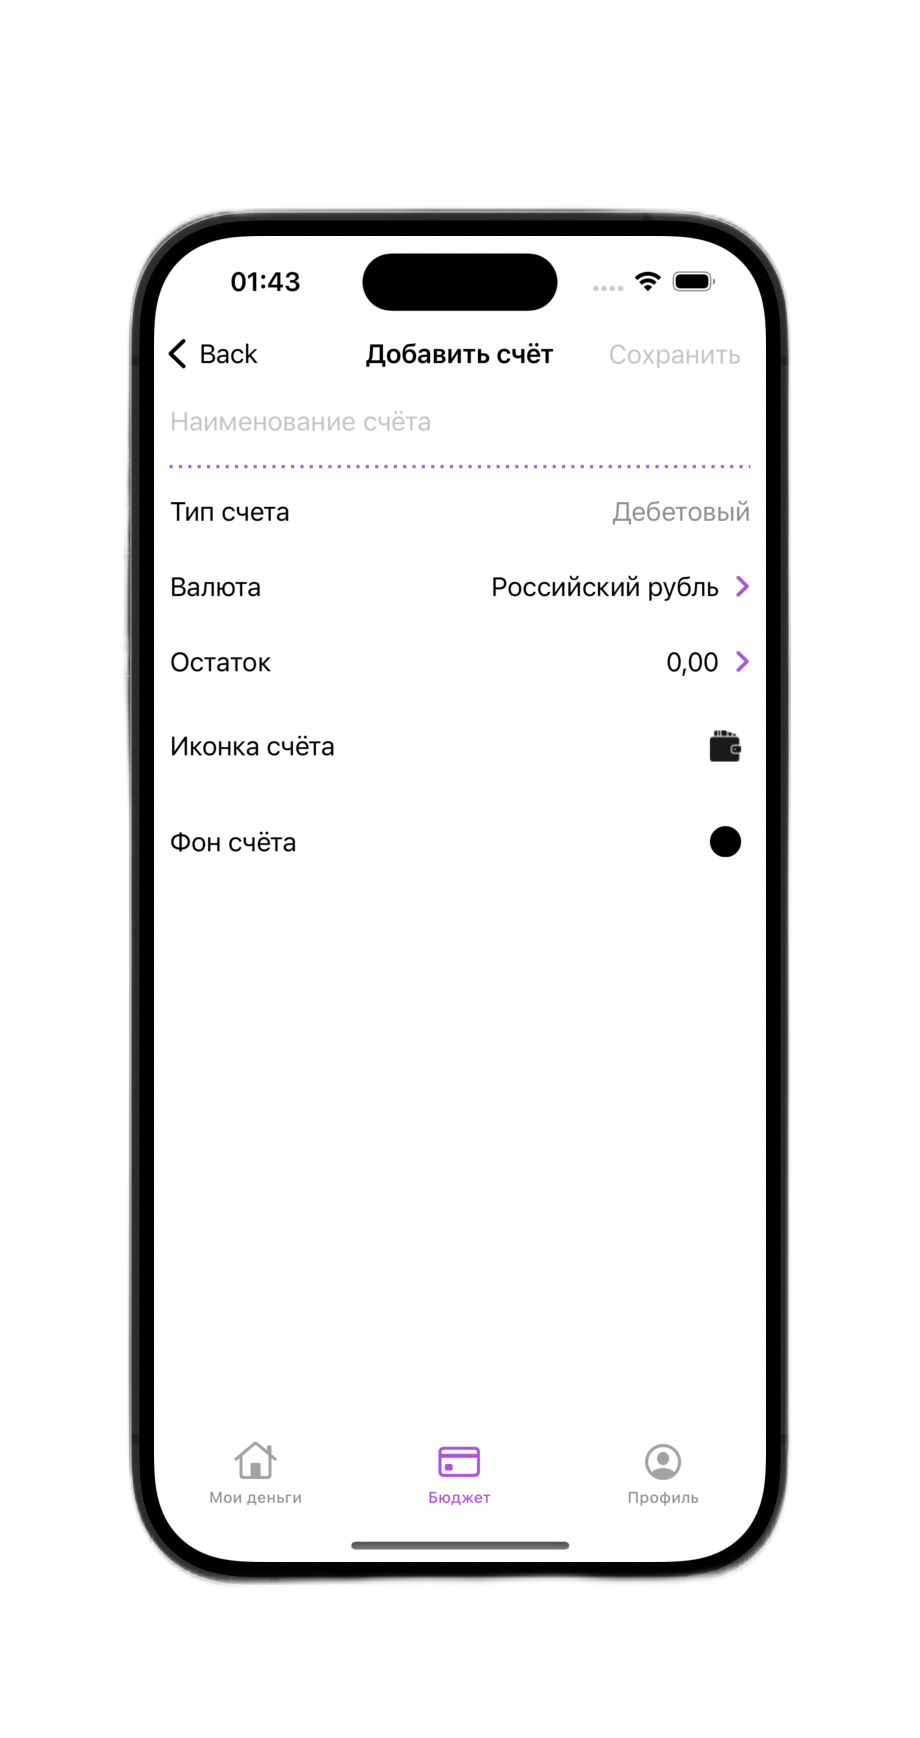 01:43
Back Добавить счёт Сохранить
Наименование счёта
Тип счета Дебетовый
Валюта Российский рубль
Остаток 0,00
Иконка счёта
Фон счёта
Мои деньги Бюджет Профиль